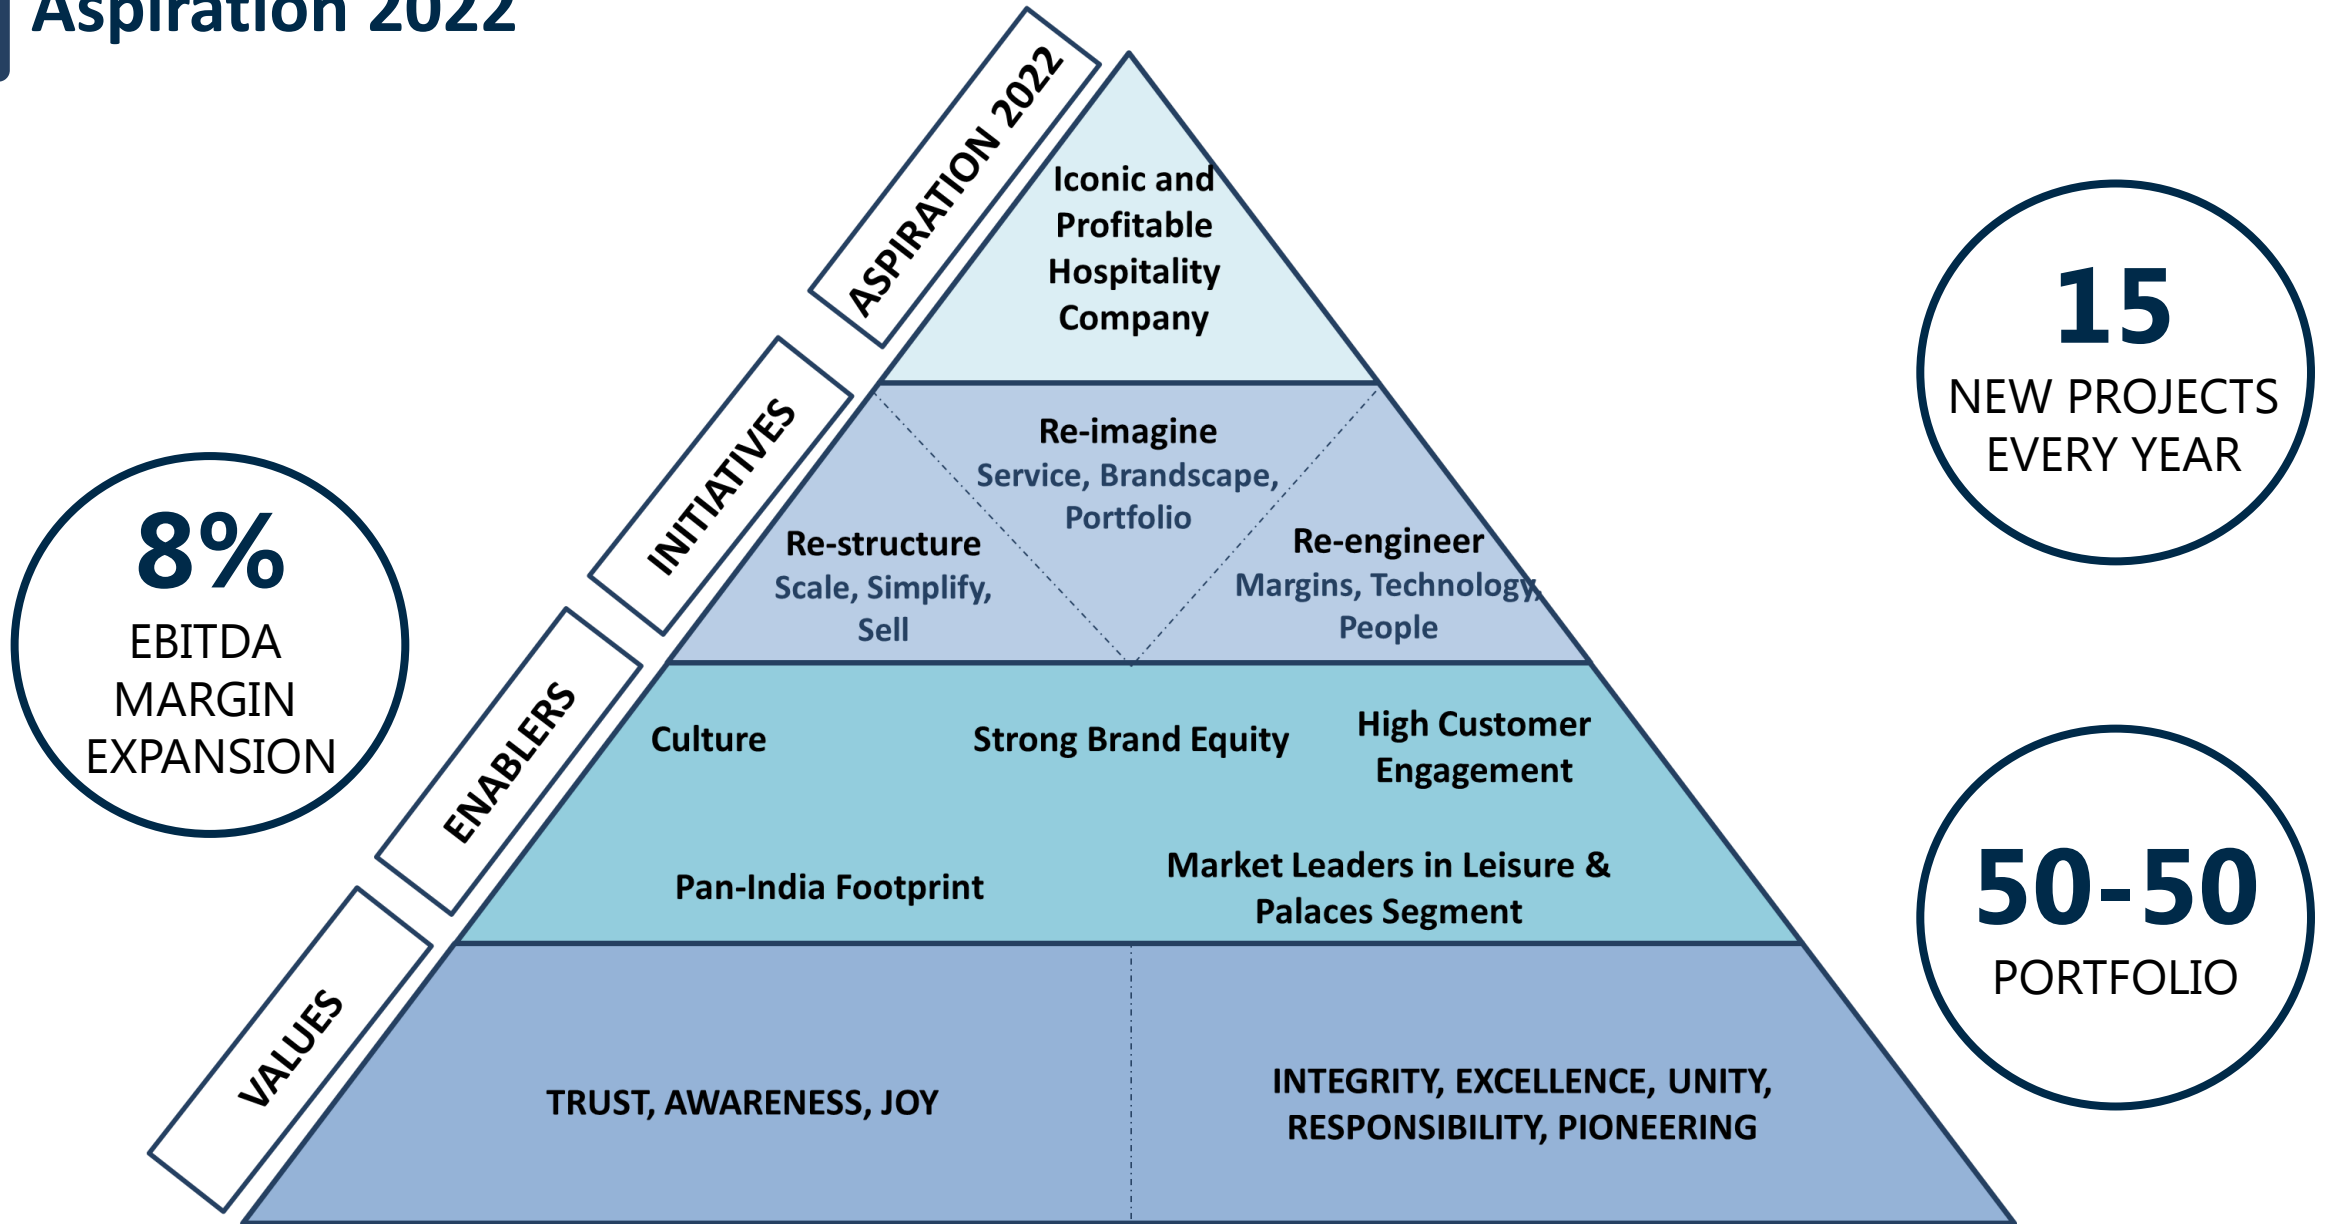 Aspiration 2022
ASPIRATION 2022
Iconic and
Profitable
Hospitality
Company
INITIATIVES
Re-imagine
Service, Brandscape,
Portfolio
Re-structure
Scale, Simplify,
Sell
Re-engineer
Margins, Technology,
People
ENABLERS
Culture
Strong Brand Equity
High Customer
Engagement
Pan-India Footprint
Market Leaders in Leisure &
Palaces Segment
VALUES
TRUST, AWARENESS, JOY
INTEGRITY, EXCELLENCE, UNITY,
RESPONSIBILITY, PIONEERING
8%
EBITDA
MARGIN
EXPANSION
15
NEW PROJECTS
EVERY YEAR
50-50
PORTFOLIO